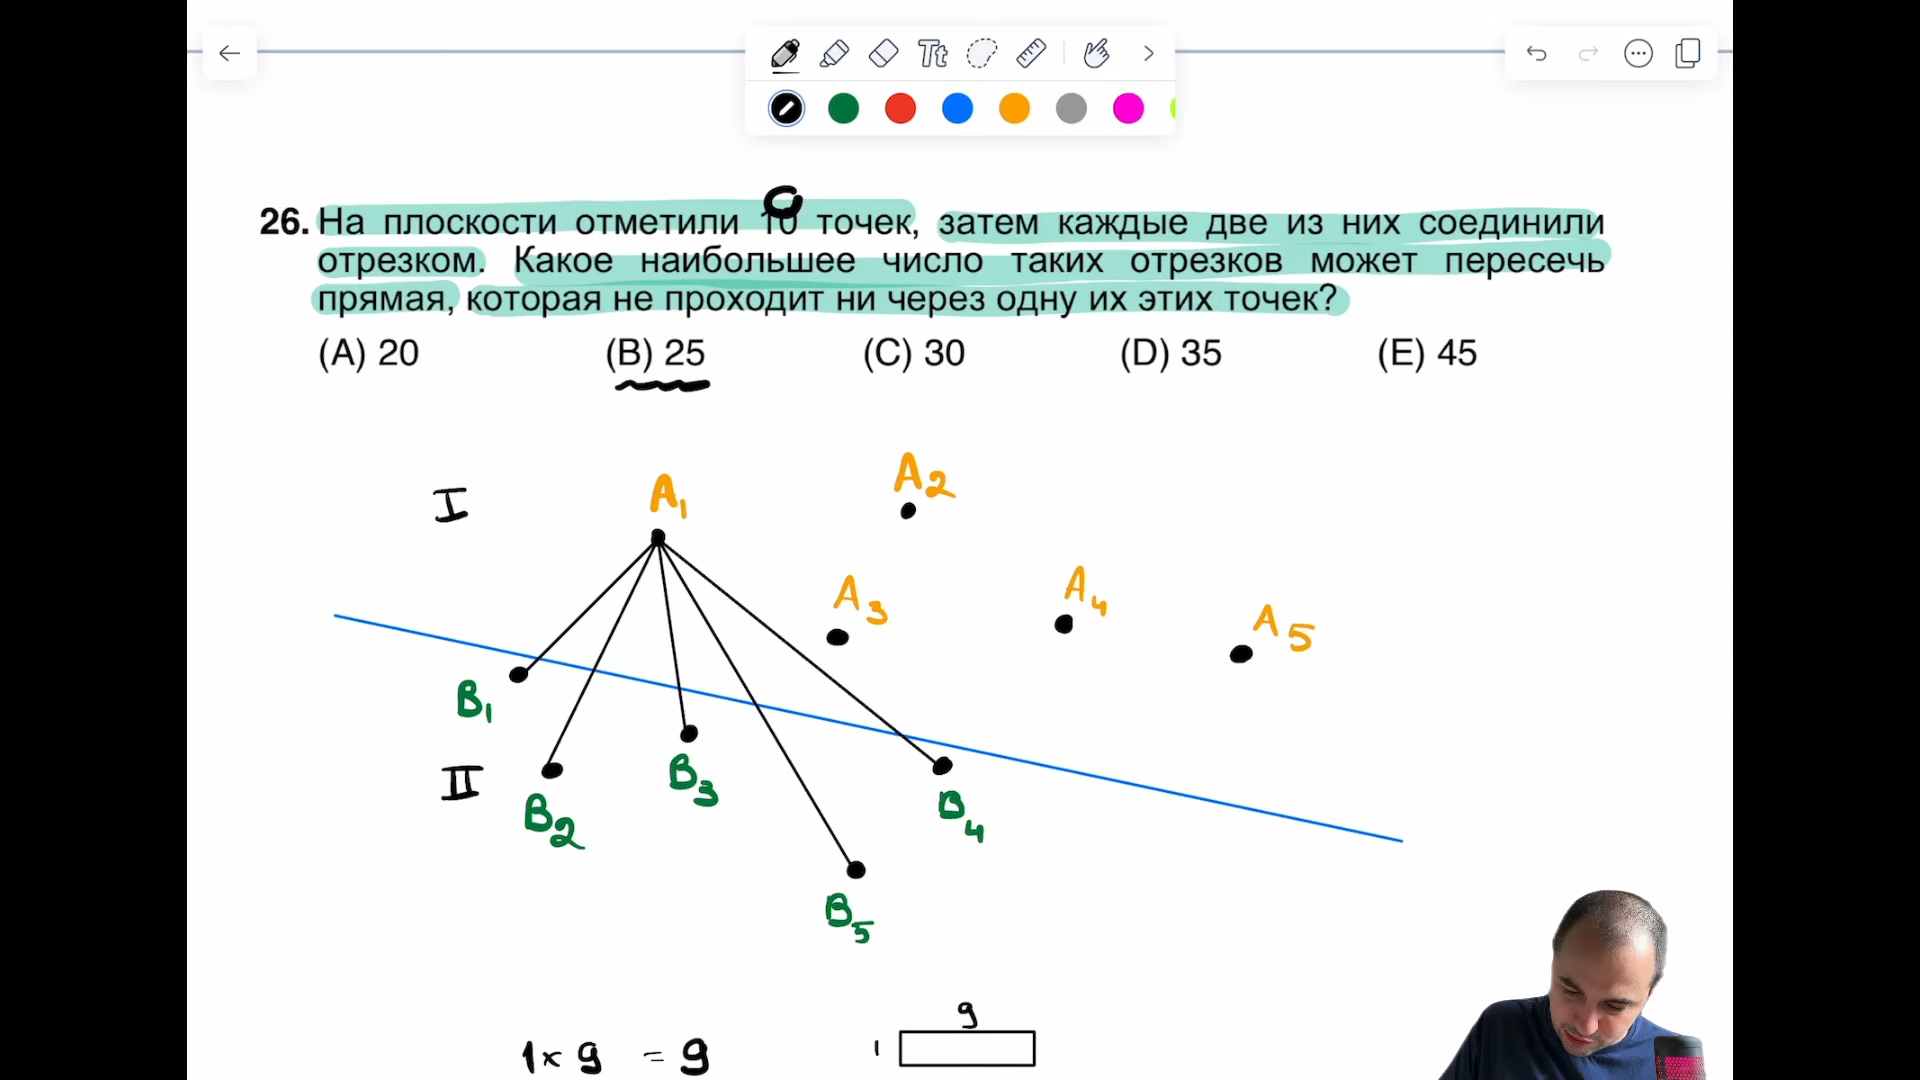 Tt
26. На плоскости отметили 10 точек, затем каждые две из них соединили
отрезком. Какое наибольшее число таких отрезков может пересечь
прямая, которая не проходит ни через одну их этих точек?
(A) 20 (B) 25 (C) 30 (D) 35 (E) 45
I A1 A2
A3 A4 A5
B1
II B2 B3 B4
B5
9
1 x 9 = 9 1